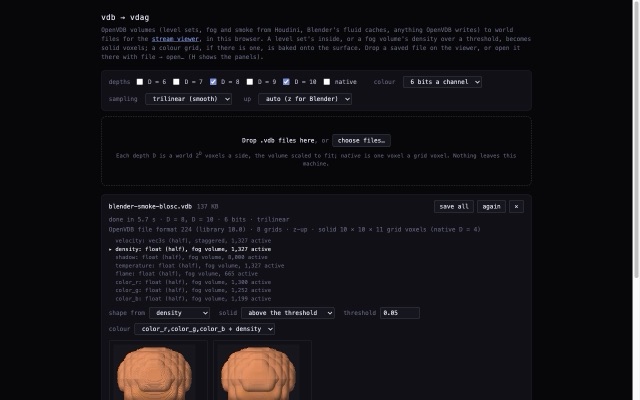 vdb → vdag
OpenVDB volumes (level sets, fog and smoke from Houdini, Blender's fluid caches, anything OpenVDB writes) to world
files for the stream viewer, in this browser. A level set's inside, or a fog volume's density over a threshold, becomes
solid voxels; a colour grid, if there is one, is baked onto the surface. Drop a saved file on the viewer, or open it
there with file → open… (H shows the panels).
depths D = 6 D = 7 D = 8 D = 9 D = 10 native colour 6 bits a channel
sampling trilinear (smooth) up auto (z for Blender)
Drop .vdb files here, or choose files…
Each depth D is a world 2^D voxels a side, the volume scaled to fit; native is one voxel a grid voxel. Nothing leaves this
machine.
blender-smoke-blosc.vdb 137 KB save all again ×
done in 5.7 s · D = 8, D = 10 · 6 bits · trilinear
OpenVDB file format 224 (library 10.0) · 8 grids · z-up · solid 10 × 10 × 11 grid voxels (native D = 4)
velocity: vec3s (half), staggered, 1,327 active
▸ density: float (half), fog volume, 1,327 active
shadow: float (half), fog volume, 8,000 active
temperature: float (half), fog volume, 1,327 active
flame: float (half), fog volume, 665 active
color_r: float (half), fog volume, 1,300 active
color_g: float (half), fog volume, 1,252 active
color_b: float (half), fog volume, 1,199 active
shape from density solid above the threshold threshold 0.05
colour color_r,color_g,color_b + density